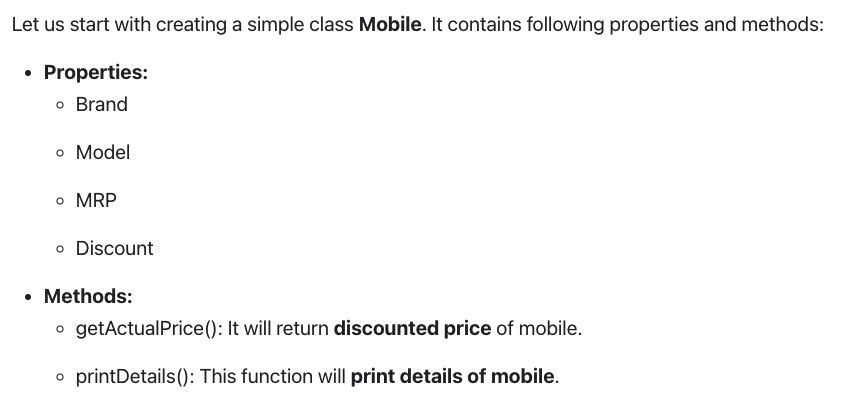 Let us start with creating a simple class Mobile. It contains following properties and methods:
• Properties:
◦ Brand
◦ Model
◦ MRP
◦ Discount
• Methods:
◦ getActualPrice(): It will return discounted price of mobile.
◦ printDetails(): This function will print details of mobile.